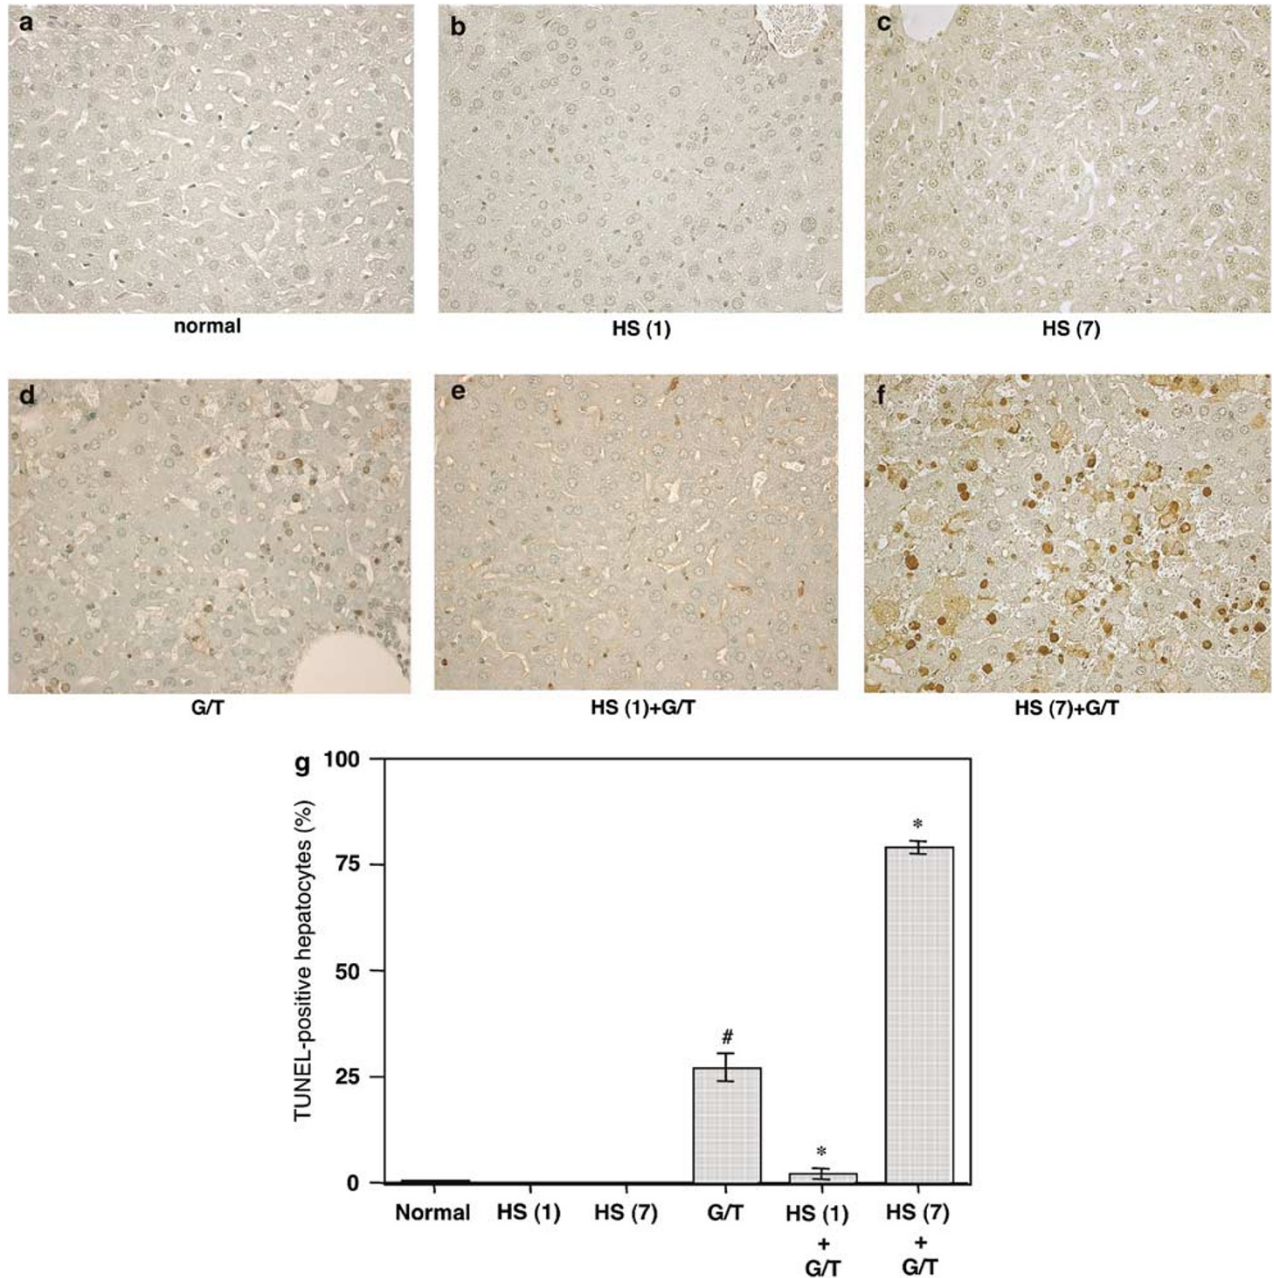 a
b
c
normal
HS (1)
HS (7)
d
e
f
G/T
HS (1)+G/T
HS (7)+G/T
g
100
75
50
25
0
TUNEL-positive hepatocytes (%)
#
*
*
Normal
HS (1)
HS (7)
G/T
HS (1)
+
G/T
HS (7)
+
G/T